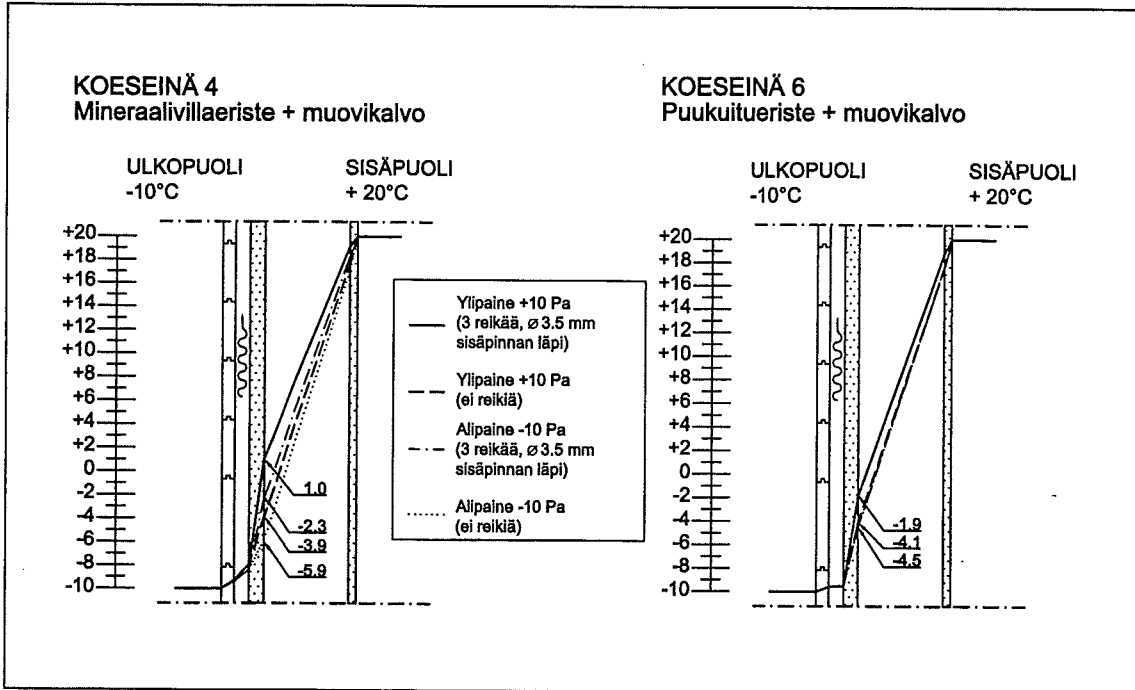 KOESEINÄ 4
Mineraalivillaeriste + muovikalvo
ULKOPUOLI
-10°C
SISÄPUOLI
+ 20°C
+20
+18
+16
+14
+12
+10
+8
+6
+4
+2
0
-2
-4
-6
-8
-10
1.0
-2.3
-3.9
-5.9
Ylipaine +10 Pa
(3 reikää, ø 3.5 mm
sisäpinnan läpi)
Ylipaine +10 Pa
(ei reikiä)
Alipaine -10 Pa
(3 reikää, ø 3.5 mm
sisäpinnan läpi)
Alipaine -10 Pa
(ei reikiä)
KOESEINÄ 6
Puukuitueriste + muovikalvo
ULKOPUOLI
-10°C
SISÄPUOLI
+ 20°C
+20
+18
+16
+14
+12
+10
+8
+6
+4
+2
0
-2
-4
-6
-8
-10
-1.9
-4.1
-4.5